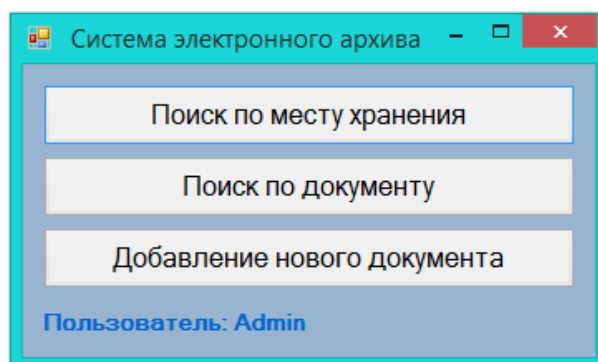 Система электронного архива
Поиск по месту хранения
Поиск по документу
Добавление нового документа
Пользователь: Admin